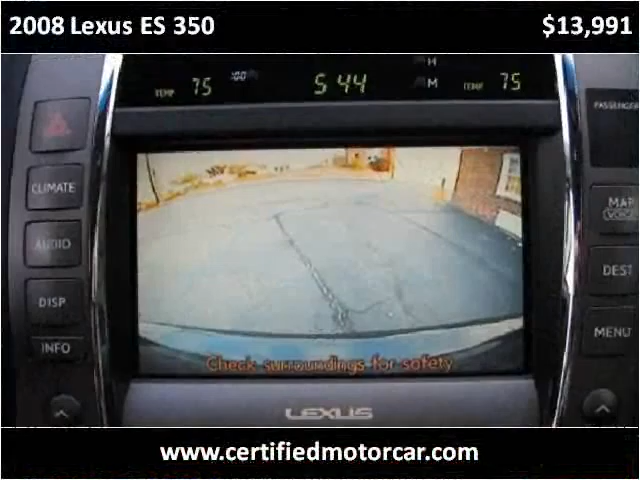 2008 Lexus ES 350 $13,991
TEMP 75 100 5 44 H M TEMP 75
PASSENGER
CLIMATE
MAP
VOICE
AUDIO
DEST
DISP
MENU
INFO
Check surroundings for safety
LEXUS
www.certifiedmotorcar.com